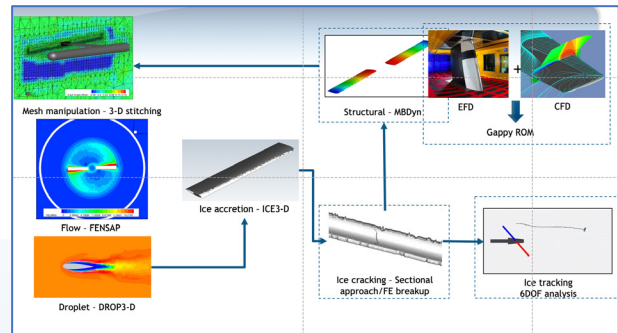 Mesh manipulation - 3-D stitching
Structural - MBDyn
EFD
+
CFD
Gappy ROM
Flow - FENSAP
Ice accretion - ICE3-D
Droplet - DROP3-D
Ice cracking - Sectional
approach/FE breakup
Ice tracking
6DOF analysis